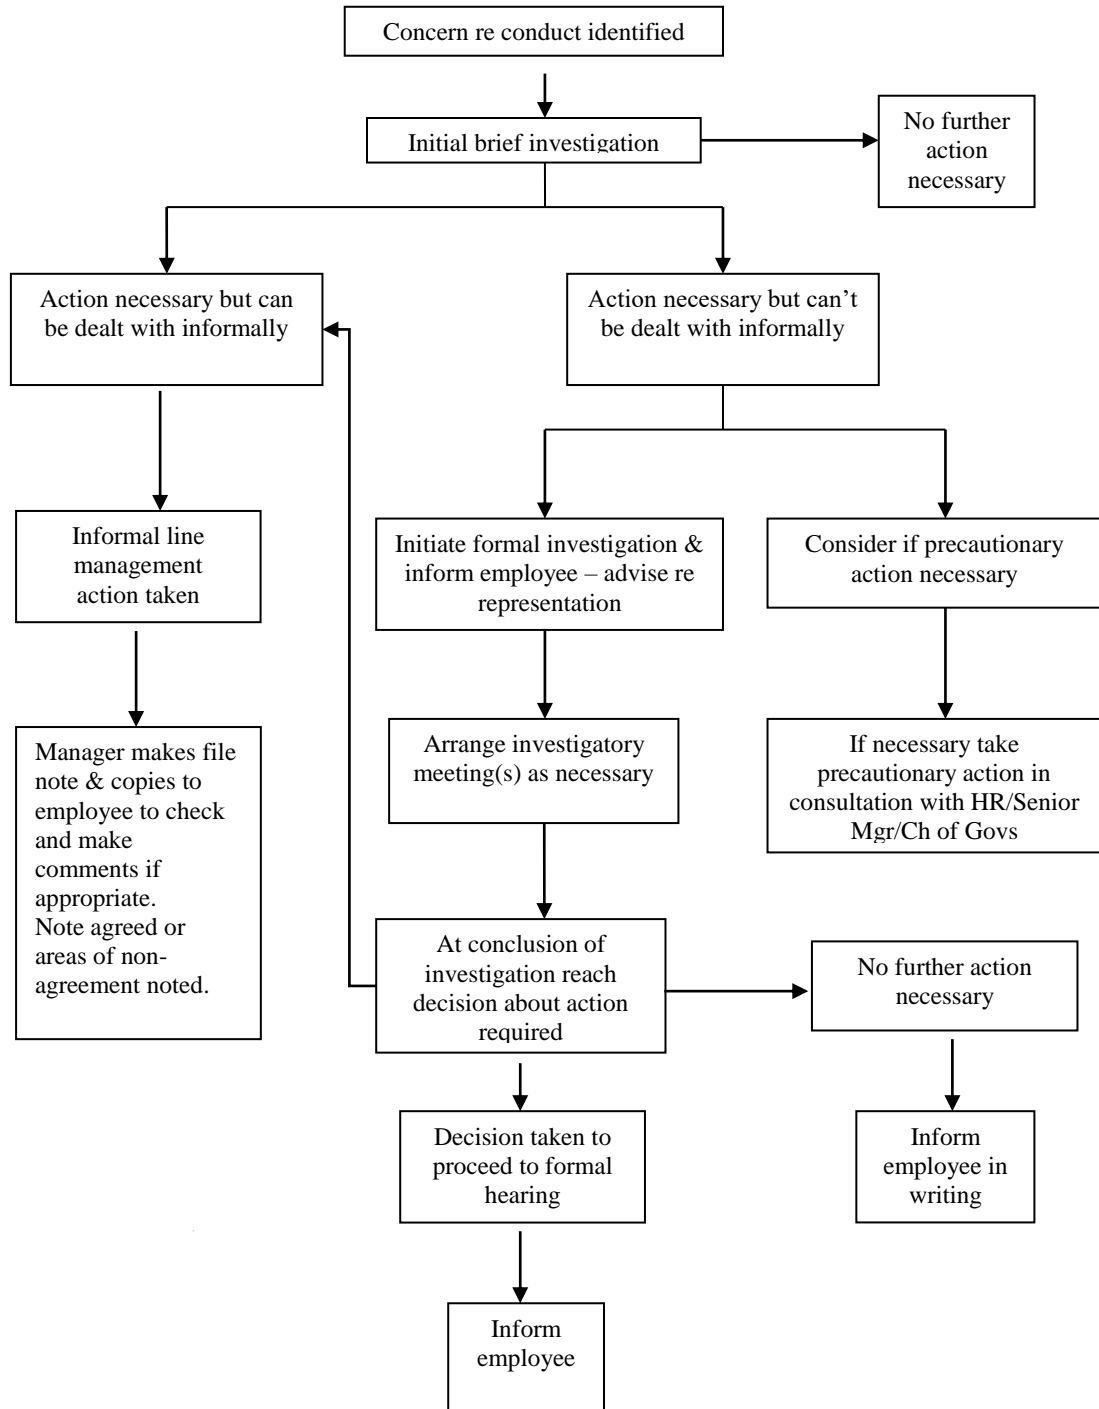 Concern re conduct identified
Initial brief investigation
No further
action
necessary
Action necessary but can
be dealt with informally
Action necessary but can’t
be dealt with informally
Informal line
management
action taken
Initiate formal investigation &
inform employee – advise re
representation
Consider if precautionary
action necessary
Manager makes file
note & copies to
employee to check
and make
comments if
appropriate.
Note agreed or
areas of non-
agreement noted.
Arrange investigatory
meeting(s) as necessary
If necessary take
precautionary action in
consultation with HR/Senior
Mgr/Ch of Govs
At conclusion of
investigation reach
decision about action
required
No further action
necessary
Decision taken to
proceed to formal
hearing
Inform
employee in
writing
Inform
employee